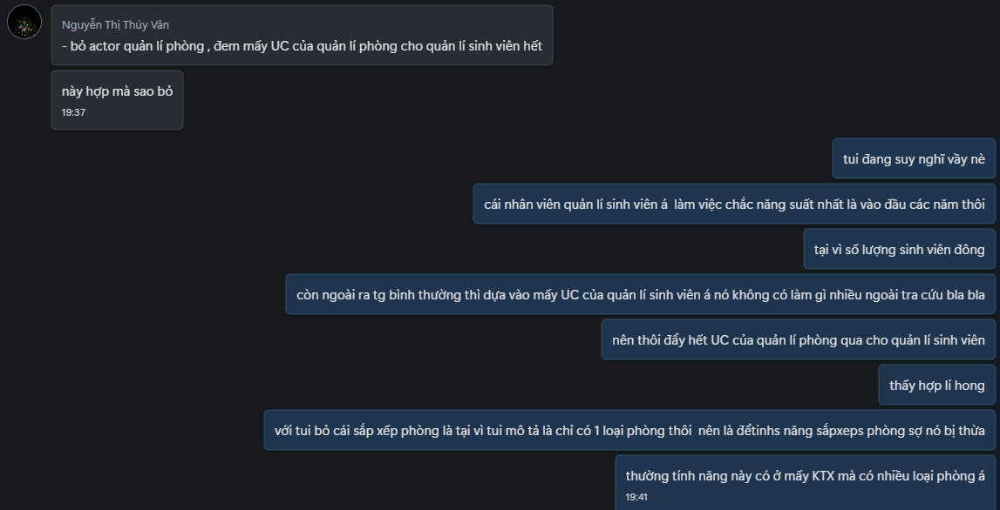 Nguyễn Thị Thúy Vân
- bỏ actor quản lí phòng , đem mấy UC của quản lí phòng cho quản lí sinh viên hết
này hợp mà sao bỏ
19:37
tui đang suy nghĩ vầy nè
cái nhân viên quản lí sinh viên á làm việc chắc năng suất nhất là vào đầu các năm thôi
tại vì số lượng sinh viên đông
còn ngoài ra tg bình thường thì dựa vào mấy UC của quản lí sinh viên á nó không có làm gì nhiều ngoài tra cứu bla bla
nên thôi đẩy hết UC của quản lí phòng qua cho quản lí sinh viên
thấy hợp lí hong
với tui bỏ cái sắp xếp phòng là tại vì tui mô tả là chỉ có 1 loại phòng thôi nên là đểtinhs năng sắpxeps phòng sợ nó bị thừa
thường tính năng này có ở mấy KTX mà có nhiều loại phòng á
19:41